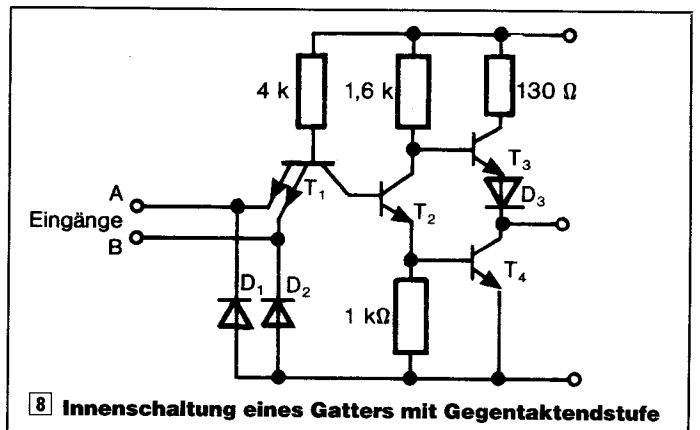 4 k
1,6 k
130 Ω
T₁
T₃
A
D₃
Eingänge
T₂
B
T₄
D₁
D₂
1 kΩ
8 Innenschaltung eines Gatters mit Gegentaktendstufe